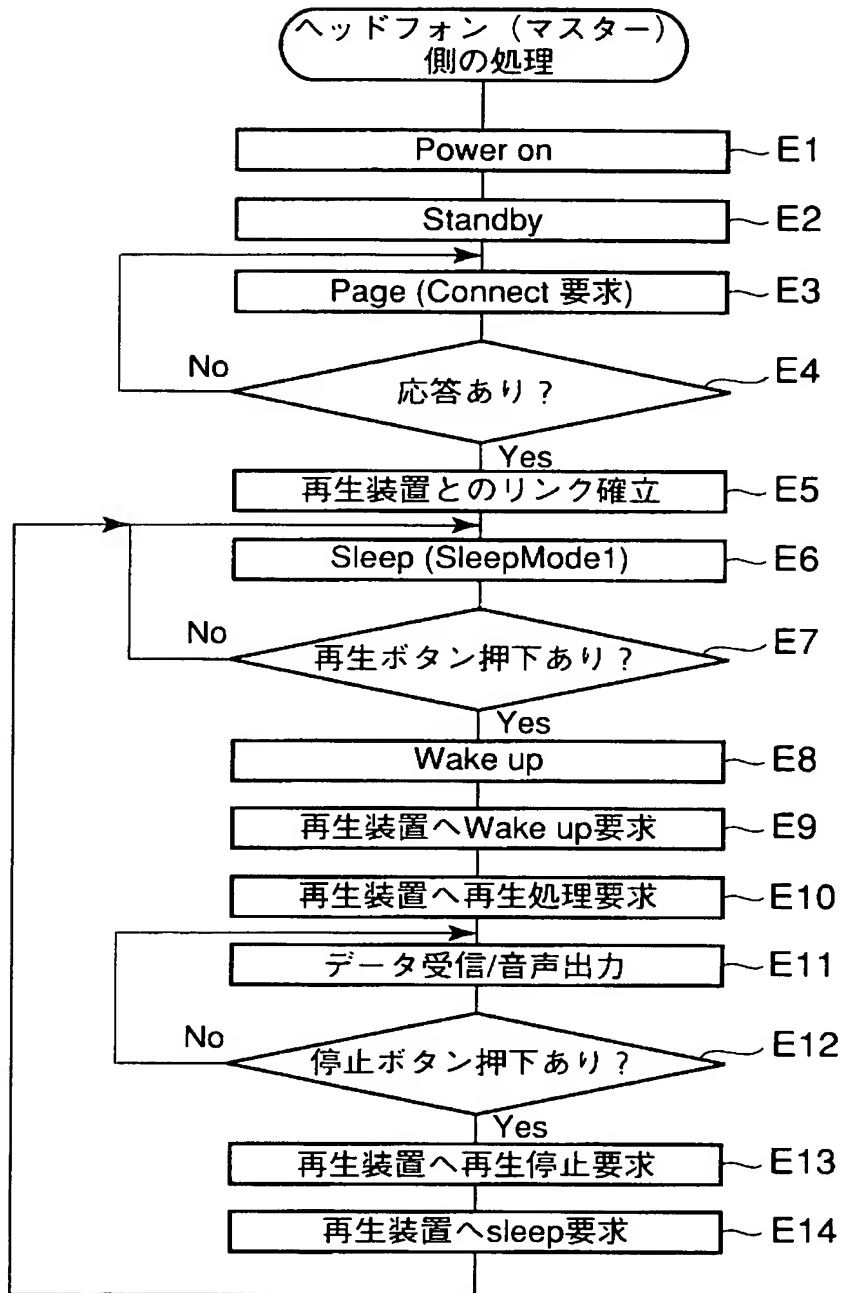 ヘッドフォン（マスター）
側の処理
Power on E1
Standby E2
Page (Connect 要求) E3
No
応答あり？ E4
Yes
再生装置とのリンク確立 E5
Sleep (SleepMode1) E6
No
再生ボタン押下あり？ E7
Yes
Wake up E8
再生装置へWake up要求 E9
再生装置へ再生処理要求 E10
データ受信/音声出力 E11
No
停止ボタン押下あり？ E12
Yes
再生装置へ再生停止要求 E13
再生装置へsleep要求 E14